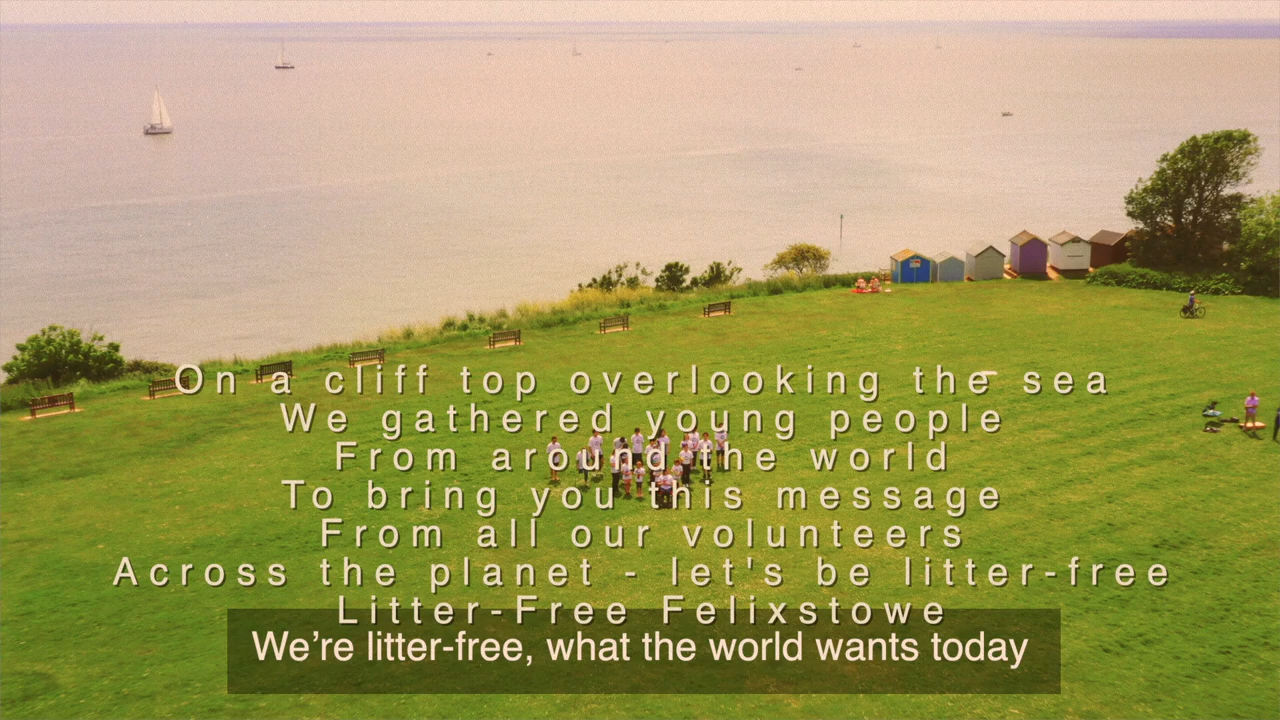 On a cliff top overlooking the sea
We gathered young people
From around the world
To bring you this message
From all our volunteers
Across the planet - let's be litter-free
Litter-Free Felixstowe
We’re litter-free, what the world wants today